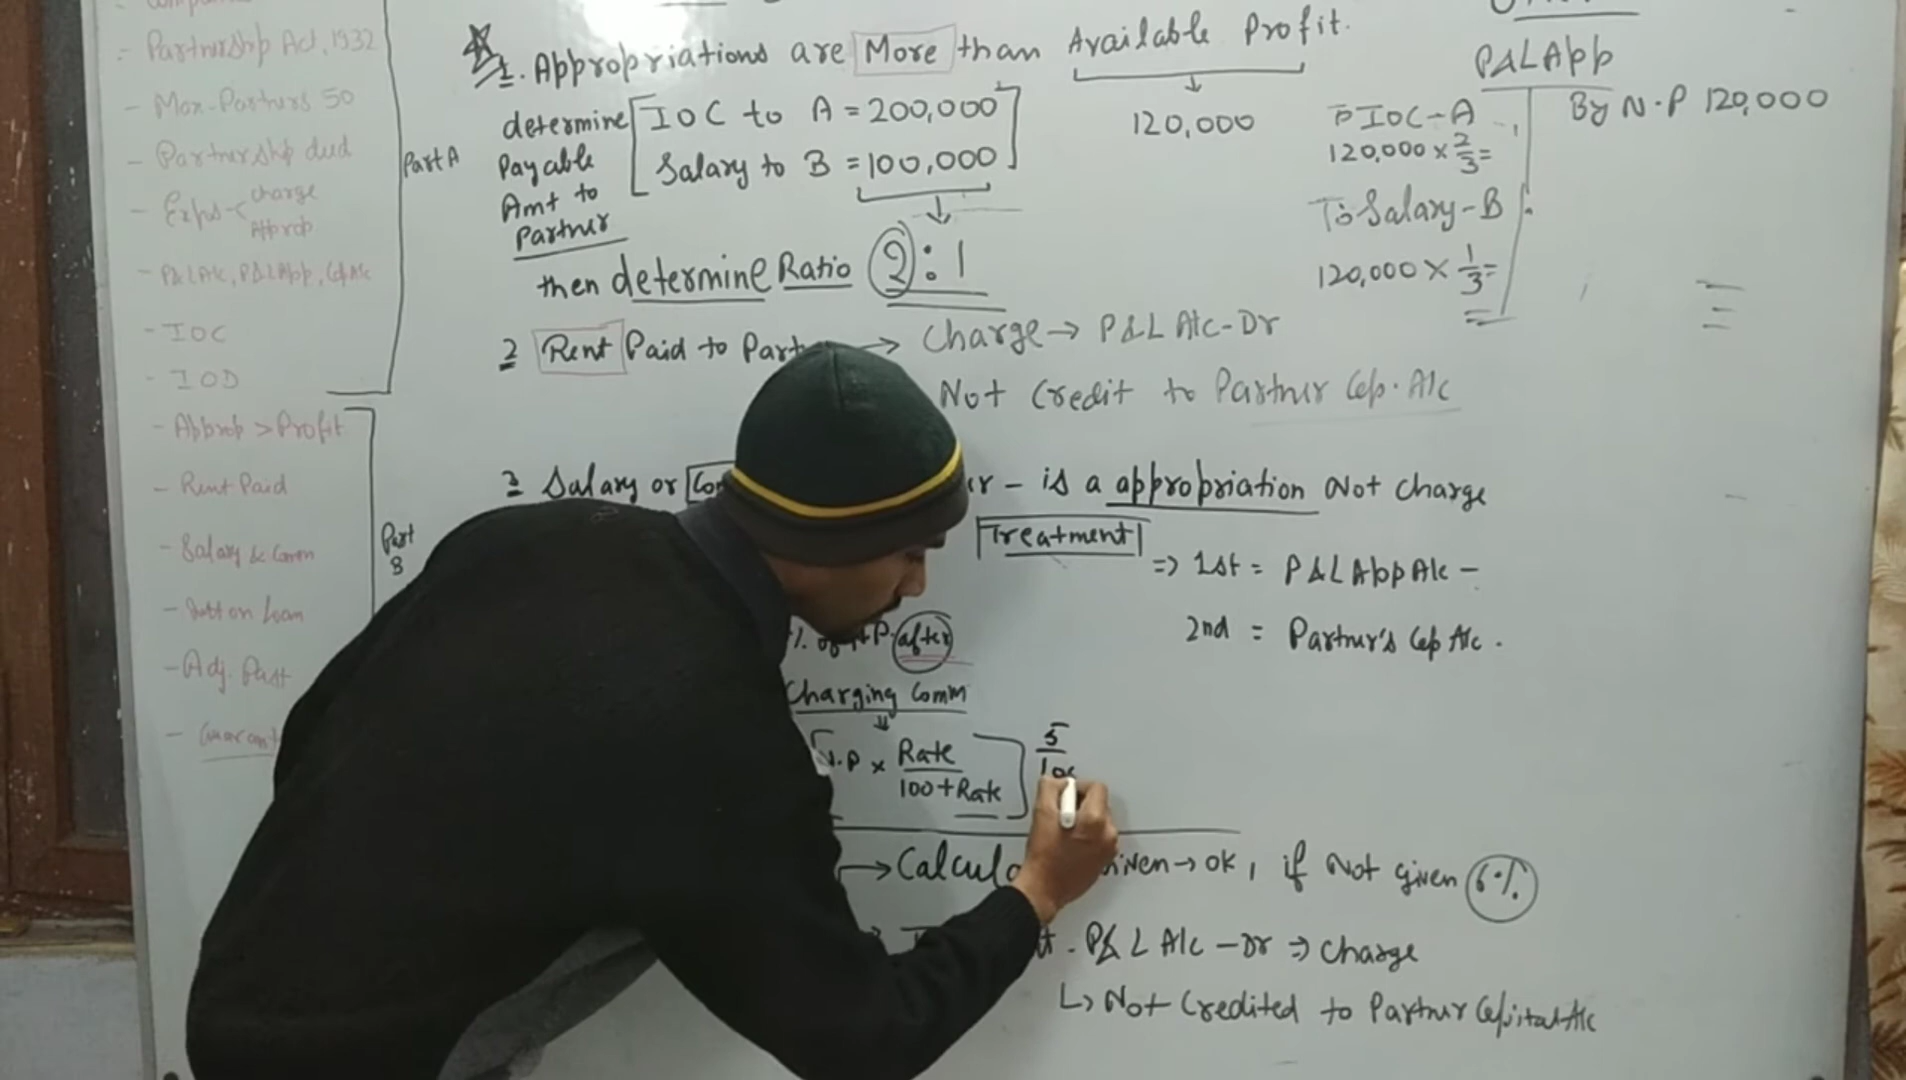 - Partnership Act, 1932
- Max-Partners 50
- Partnership deed
- Exps - charge
Approp
- P&L A/c, P&L App, Cap A/c
- IOC
- IOD
- Approp > Profit
- Rent Paid
- Salary & Comm
- Intt on Loan
- Adj. Past
- Guarant
Part A
Part
B
1. Appropriations are More than Available Profit.
determine
Payable
Amt to
Partner
IOC to A = 200,000
Salary to B = 100,000
120,000
then determine Ratio 2:1
P&L App
To IOC-A
120,000 x 2/3 =
To Salary-B
120,000 x 1/3 =
By N.P 120,000
2 Rent Paid to Part → Charge → P&L A/c-Dr
Not Credit to Partner Cap. A/c
3 Salary or is a appropriation Not charge
Treatment
=> 1st = P&L App A/c -
2nd = Partner's Cap A/c.
after
Charging Comm
N.P x Rate/100+Rate
5
→ ok, if Not given 6%
P&L A/c - Dr => Charge
↳ Not Credited to Partner Capital A/c